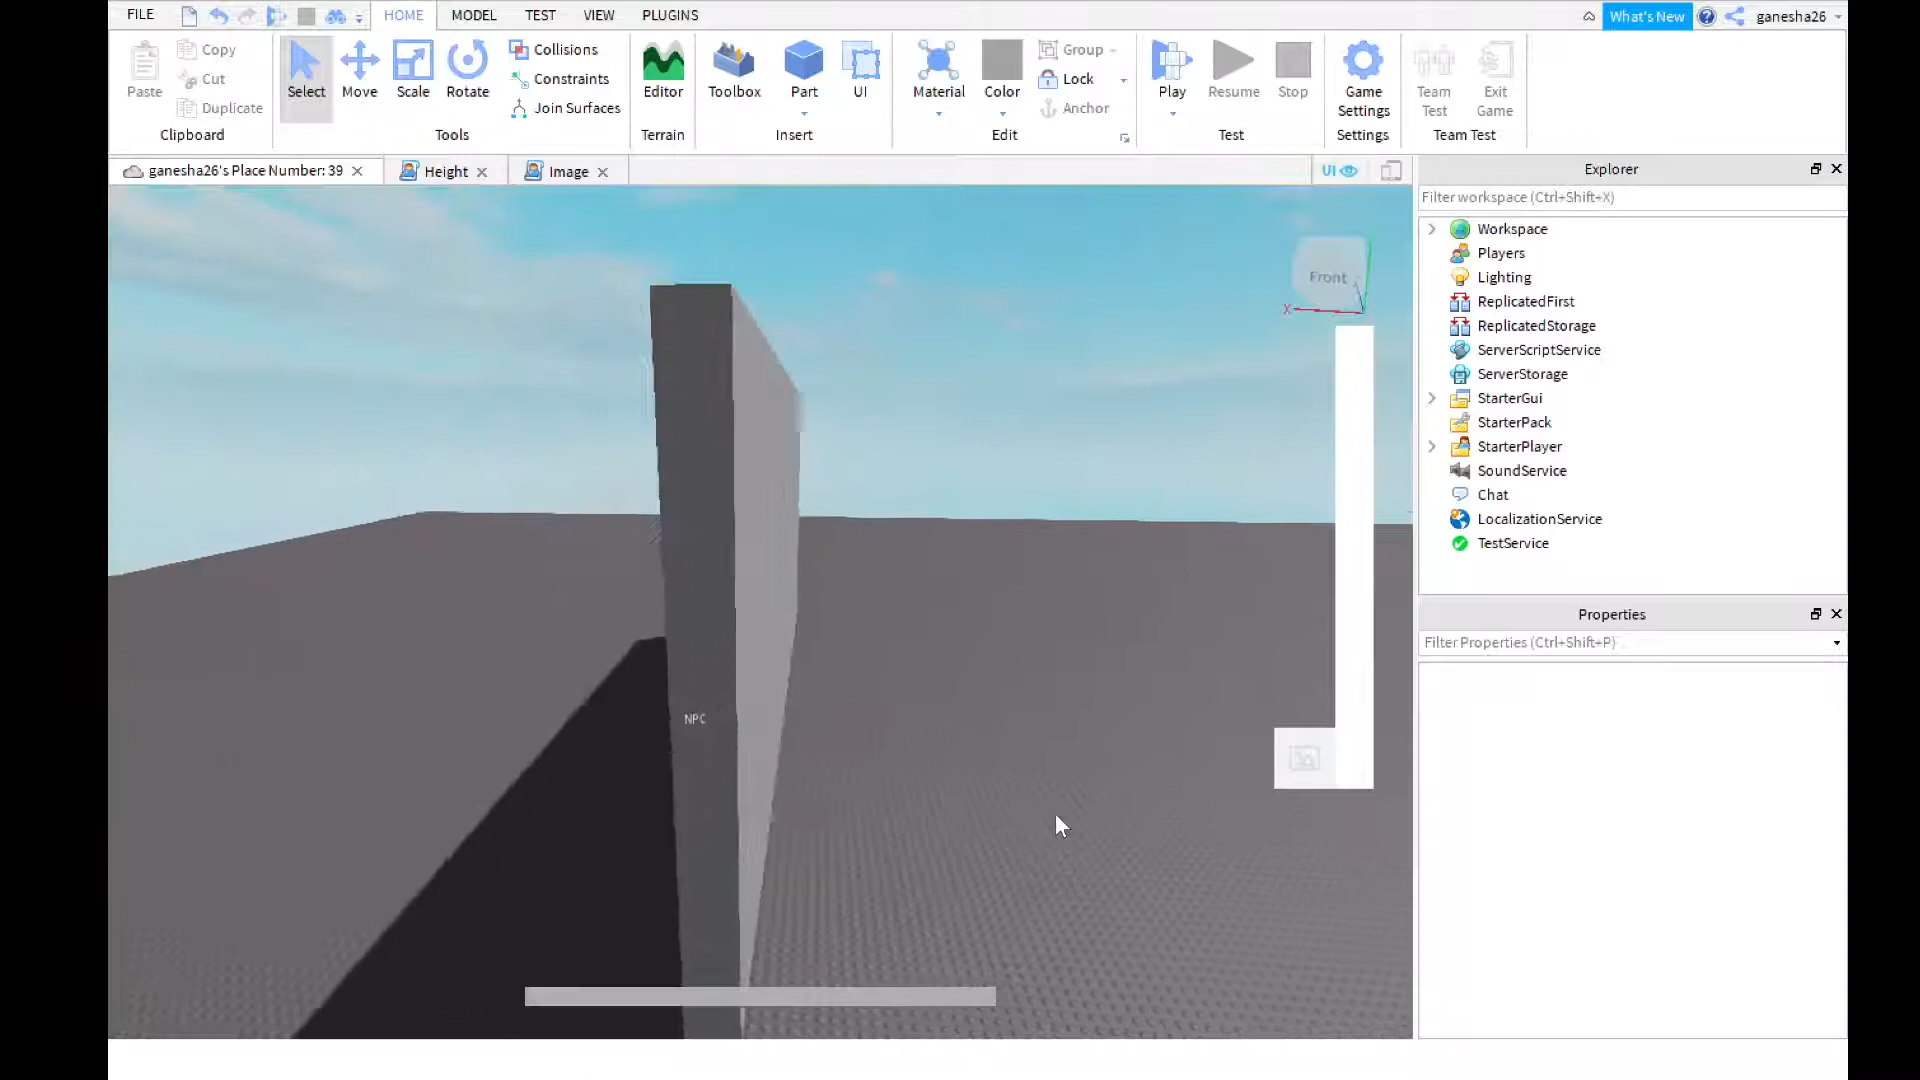 FILE
HOME
MODEL
TEST
VIEW
PLUGINS
What's New
ganesha26
Paste
Copy
Cut
Duplicate
Clipboard
Select
Move
Scale
Rotate
Collisions
Constraints
Join Surfaces
Tools
Editor
Terrain
Toolbox
Part
UI
Insert
Material
Color
Group
Lock
Anchor
Edit
Play
Resume
Stop
Test
Game Settings
Settings
Team Test
Exit Game
Team Test
ganesha26's Place Number: 39
Height
Image
UI
Explorer
Filter workspace (Ctrl+Shift+X)
Workspace
Players
Lighting
ReplicatedFirst
ReplicatedStorage
ServerScriptService
ServerStorage
StarterGui
StarterPack
StarterPlayer
SoundService
Chat
LocalizationService
TestService
Properties
Filter Properties (Ctrl+Shift+P)
Front
X
NPC